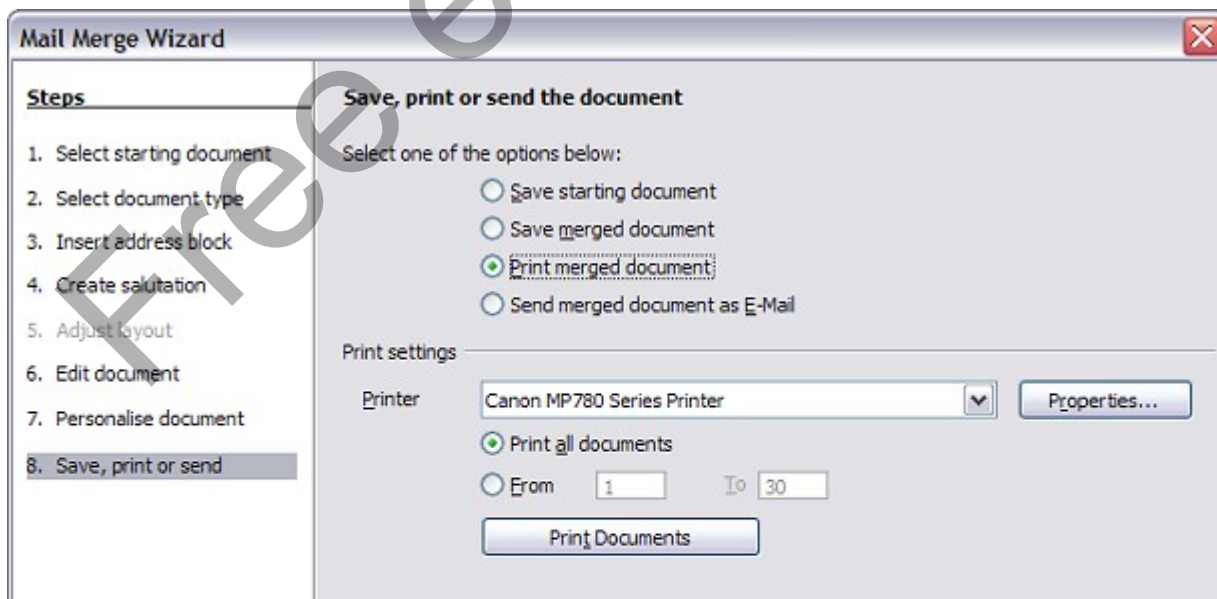 Mail Merge Wizard
Steps
1. Select starting document
2. Select document type
3. Insert address block
4. Create salutation
5. Adjust layout
6. Edit document
7. Personalise document
8. Save, print or send
Save, print or send the document
Select one of the options below:
Save starting document
Save merged document
Print merged document
Send merged document as E-Mail
Print settings
Printer Canon MP780 Series Printer Properties...
Print all documents
From 1 To 30
Print Documents
Free